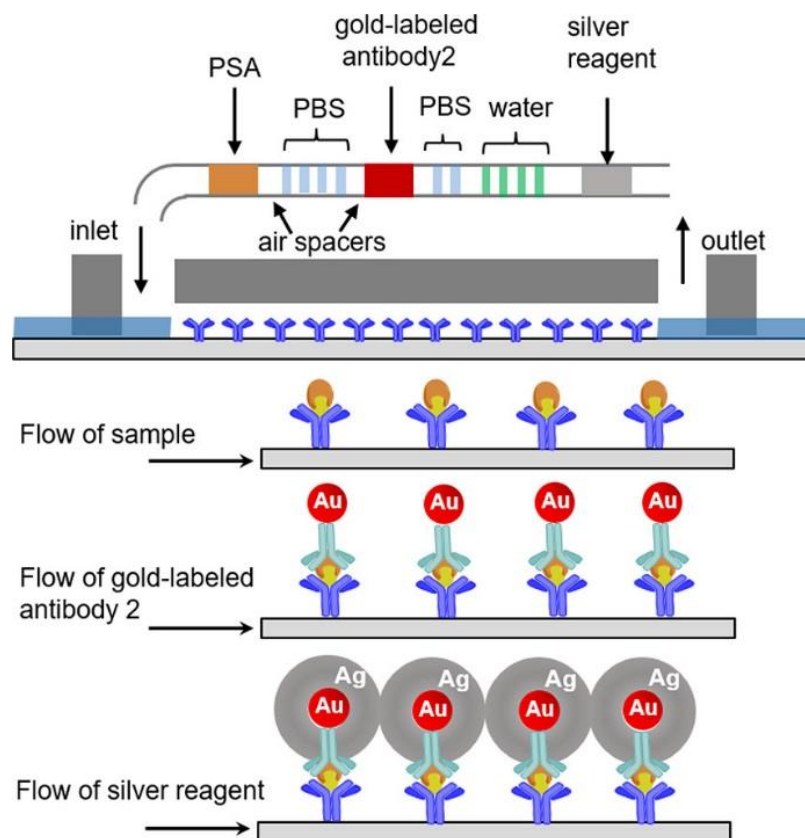 gold-labeled
antibody2
silver
reagent
PSA
PBS
PBS
water
air spacers
inlet
outlet
Flow of sample
Au Au Au Au
Flow of gold-labeled
antibody 2
Ag Ag Ag Ag
Au Au Au Au
Flow of silver reagent